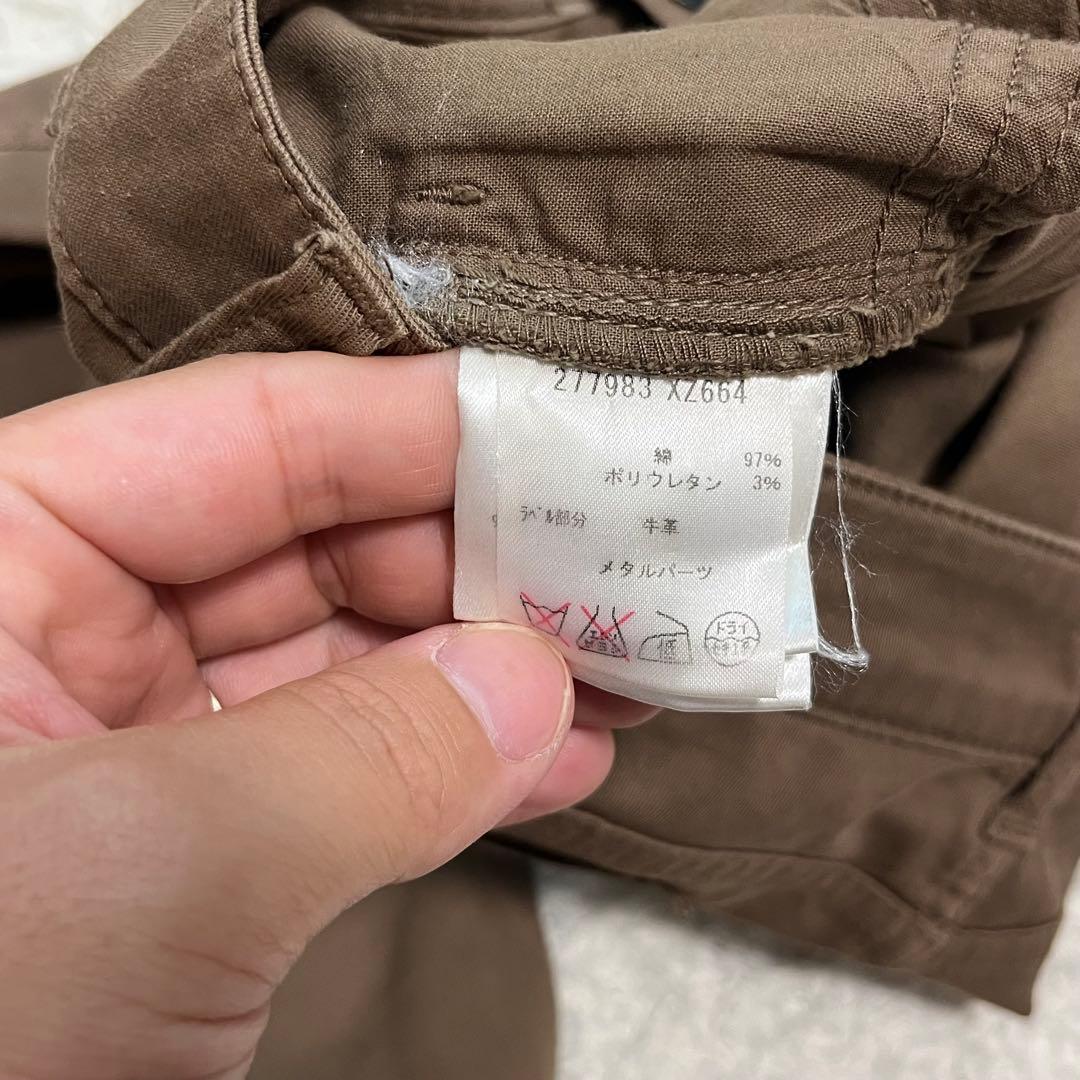 277983 XZ664
綿 97%
ポリウレタン 3%
ラベル部分 牛革
メタルパーツ
低 ドライ